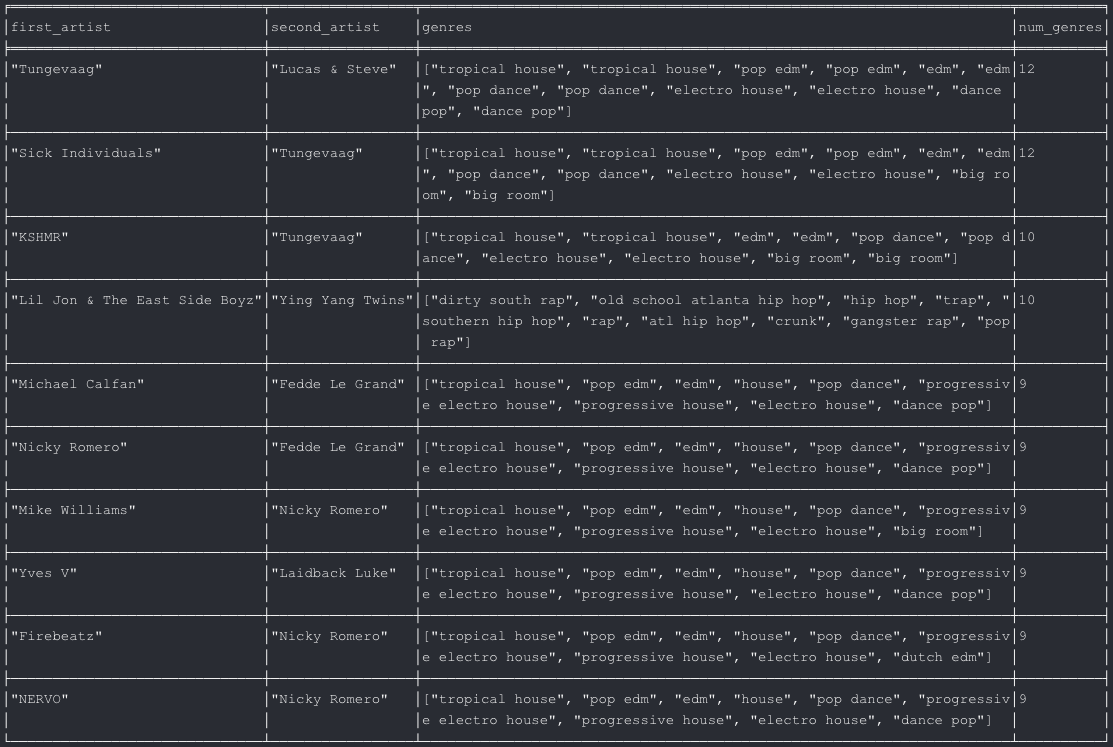 first_artist second_artist genres num_genres
"Tungevaag" "Lucas & Steve" ["tropical house", "tropical house", "pop edm", "pop edm", "edm", "edm 12
", "pop dance", "pop dance", "electro house", "electro house", "dance
pop", "dance pop"]
"Sick Individuals" "Tungevaag" ["tropical house", "tropical house", "pop edm", "pop edm", "edm", "edm 12
", "pop dance", "pop dance", "electro house", "electro house", "big ro
om", "big room"]
"KSHMR" "Tungevaag" ["tropical house", "tropical house", "edm", "edm", "pop dance", "pop d 10
ance", "electro house", "electro house", "big room", "big room"]
"Lil Jon & The East Side Boyz" "Ying Yang Twins" ["dirty south rap", "old school atlanta hip hop", "hip hop", "trap", " 10
southern hip hop", "rap", "atl hip hop", "crunk", "gangster rap", "pop
rap"]
"Michael Calfan" "Fedde Le Grand" ["tropical house", "pop edm", "edm", "house", "pop dance", "progressiv 9
e electro house", "progressive house", "electro house", "dance pop"]
"Nicky Romero" "Fedde Le Grand" ["tropical house", "pop edm", "edm", "house", "pop dance", "progressiv 9
e electro house", "progressive house", "electro house", "dance pop"]
"Mike Williams" "Nicky Romero" ["tropical house", "pop edm", "edm", "house", "pop dance", "progressiv 9
e electro house", "progressive house", "electro house", "big room"]
"Yves V" "Laidback Luke" ["tropical house", "pop edm", "edm", "house", "pop dance", "progressiv 9
e electro house", "progressive house", "electro house", "dance pop"]
"Firebeatz" "Nicky Romero" ["tropical house", "pop edm", "edm", "house", "pop dance", "progressiv 9
e electro house", "progressive house", "electro house", "dutch edm"]
"NERVO" "Nicky Romero" ["tropical house", "pop edm", "edm", "house", "pop dance", "progressiv 9
e electro house", "progressive house", "electro house", "dance pop"]